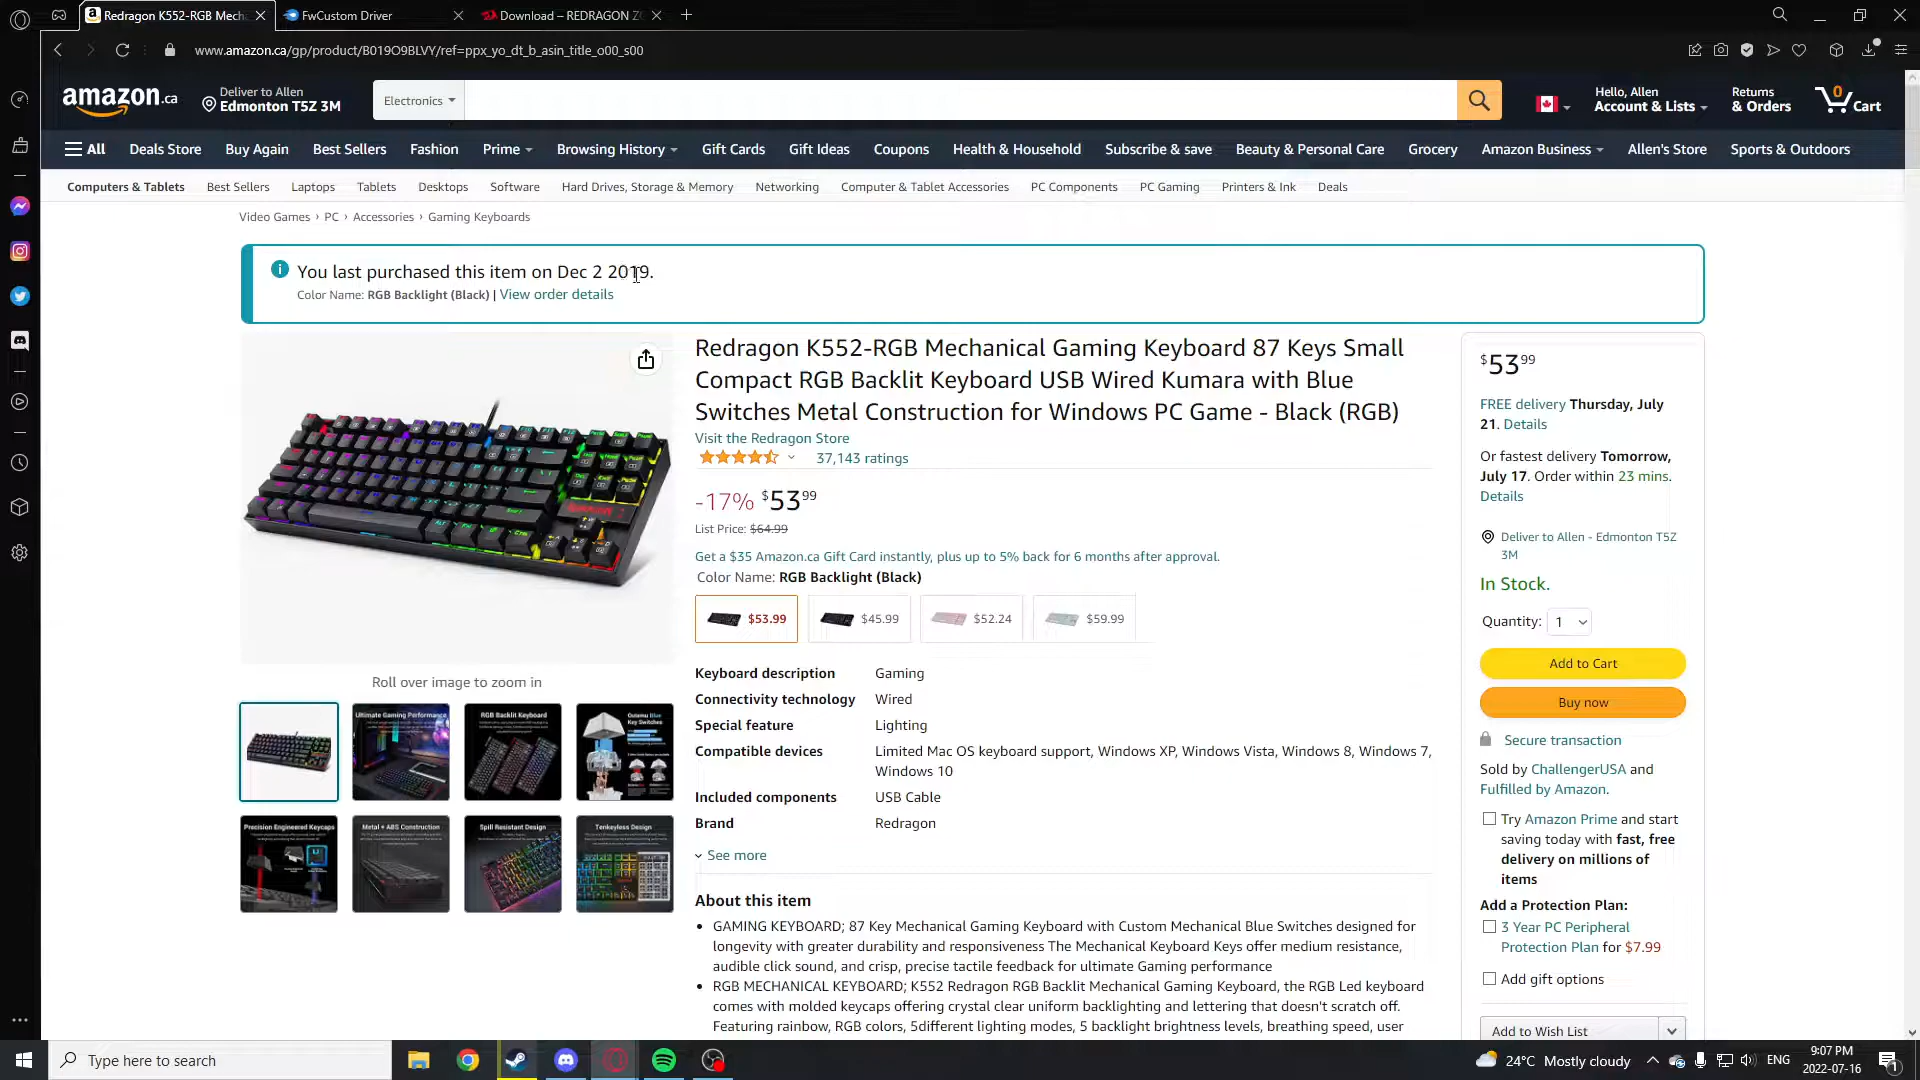 Redragon K552-RGB Mech
FwCustom Driver
Download – REDRAGON Z
www.amazon.ca/gp/product/B019O9BLVY/ref=ppx_yo_dt_b_asin_title_o00_s00
amazon.ca
Deliver to Allen
Edmonton T5Z 3M
Electronics
Hello, Allen
Account & Lists
Returns
& Orders
0
Cart
All
Deals Store
Buy Again
Best Sellers
Fashion
Prime
Browsing History
Gift Cards
Gift Ideas
Coupons
Health & Household
Subscribe & save
Beauty & Personal Care
Grocery
Amazon Business
Allen's Store
Sports & Outdoors
Computers & Tablets
Best Sellers
Laptops
Tablets
Desktops
Software
Hard Drives, Storage & Memory
Networking
Computer & Tablet Accessories
PC Components
PC Gaming
Printers & Ink
Deals
Video Games › PC › Accessories › Gaming Keyboards
You last purchased this item on Dec 2 2019.
Color Name: RGB Backlight (Black) | View order details
Roll over image to zoom in
Ultimate Gaming Performance
RGB Backlit Keyboard
Outemu Blue
Key Switches
Precision Engineered Keycaps
Metal + ABS Construction
Spill Resistant Design
Tenkeyless Design
Redragon K552-RGB Mechanical Gaming Keyboard 87 Keys Small
Compact RGB Backlit Keyboard USB Wired Kumara with Blue
Switches Metal Construction for Windows PC Game - Black (RGB)
Visit the Redragon Store
37,143 ratings
-17% $53 99
List Price: $64.99
Get a $35 Amazon.ca Gift Card instantly, plus up to 5% back for 6 months after approval.
Color Name: RGB Backlight (Black)
$53.99
$45.99
$52.24
$59.99
Keyboard description Gaming
Connectivity technology Wired
Special feature Lighting
Compatible devices Limited Mac OS keyboard support, Windows XP, Windows Vista, Windows 8, Windows 7,
Windows 10
Included components USB Cable
Brand Redragon
See more
About this item
• GAMING KEYBOARD; 87 Key Mechanical Gaming Keyboard with Custom Mechanical Blue Switches designed for
longevity with greater durability and responsiveness The Mechanical Keyboard Keys offer medium resistance,
audible click sound, and crisp, precise tactile feedback for ultimate Gaming performance
• RGB MECHANICAL KEYBOARD; K552 Redragon RGB Backlit Mechanical Gaming Keyboard, the RGB Led keyboard
comes with molded keycaps offering crystal clear uniform backlighting and lettering that doesn't scratch off.
Featuring rainbow, RGB colors, 5different lighting modes, 5 backlight brightness levels, breathing speed, user
$53 99
FREE delivery Thursday, July
21. Details
Or fastest delivery Tomorrow,
July 17. Order within 23 mins.
Details
Deliver to Allen - Edmonton T5Z
3M
In Stock.
Quantity: 1
Add to Cart
Buy now
Secure transaction
Sold by ChallengerUSA and
Fulfilled by Amazon.
Try Amazon Prime and start
saving today with fast, free
delivery on millions of
items
Add a Protection Plan:
3 Year PC Peripheral
Protection Plan for $7.99
Add gift options
Add to Wish List
Type here to search
24°C Mostly cloudy
ENG
9:07 PM
2022-07-16
1